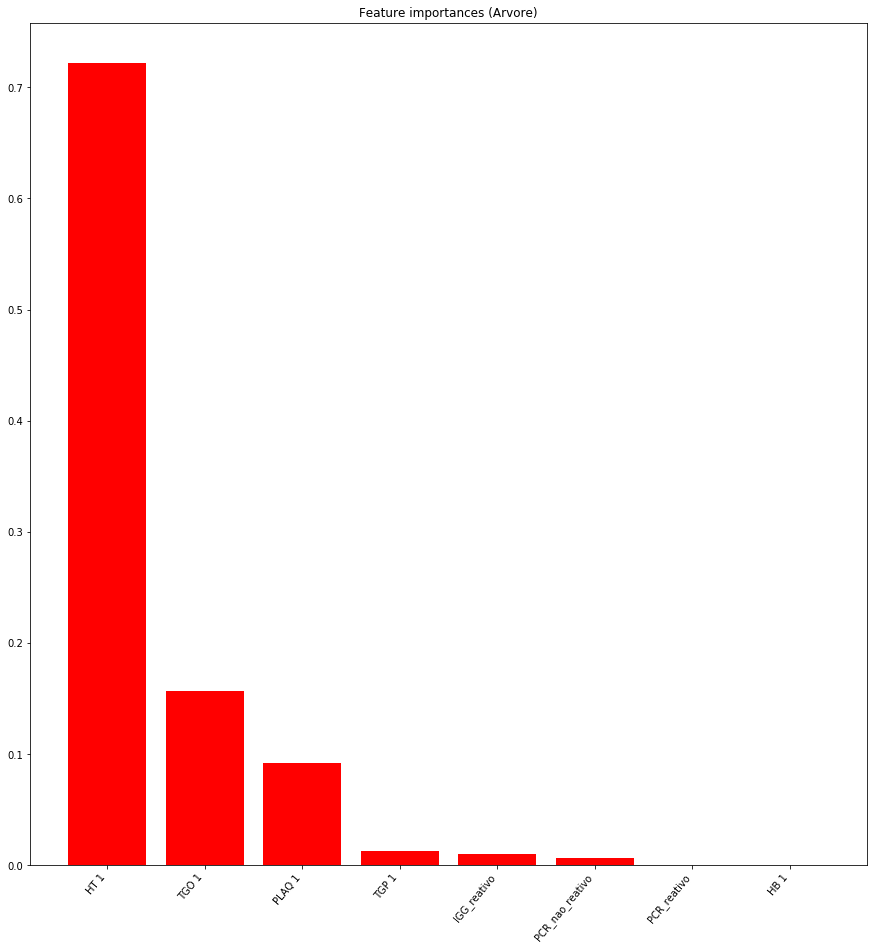 Feature importances (Arvore)
0.7
0.6
0.5
0.4
0.3
0.2
0.1
0.0
HT 1
TGO 1
PLAQ 1
TGP 1
IGG_reativo
PCR_nao_reativo
PCR_reativo
HB 1